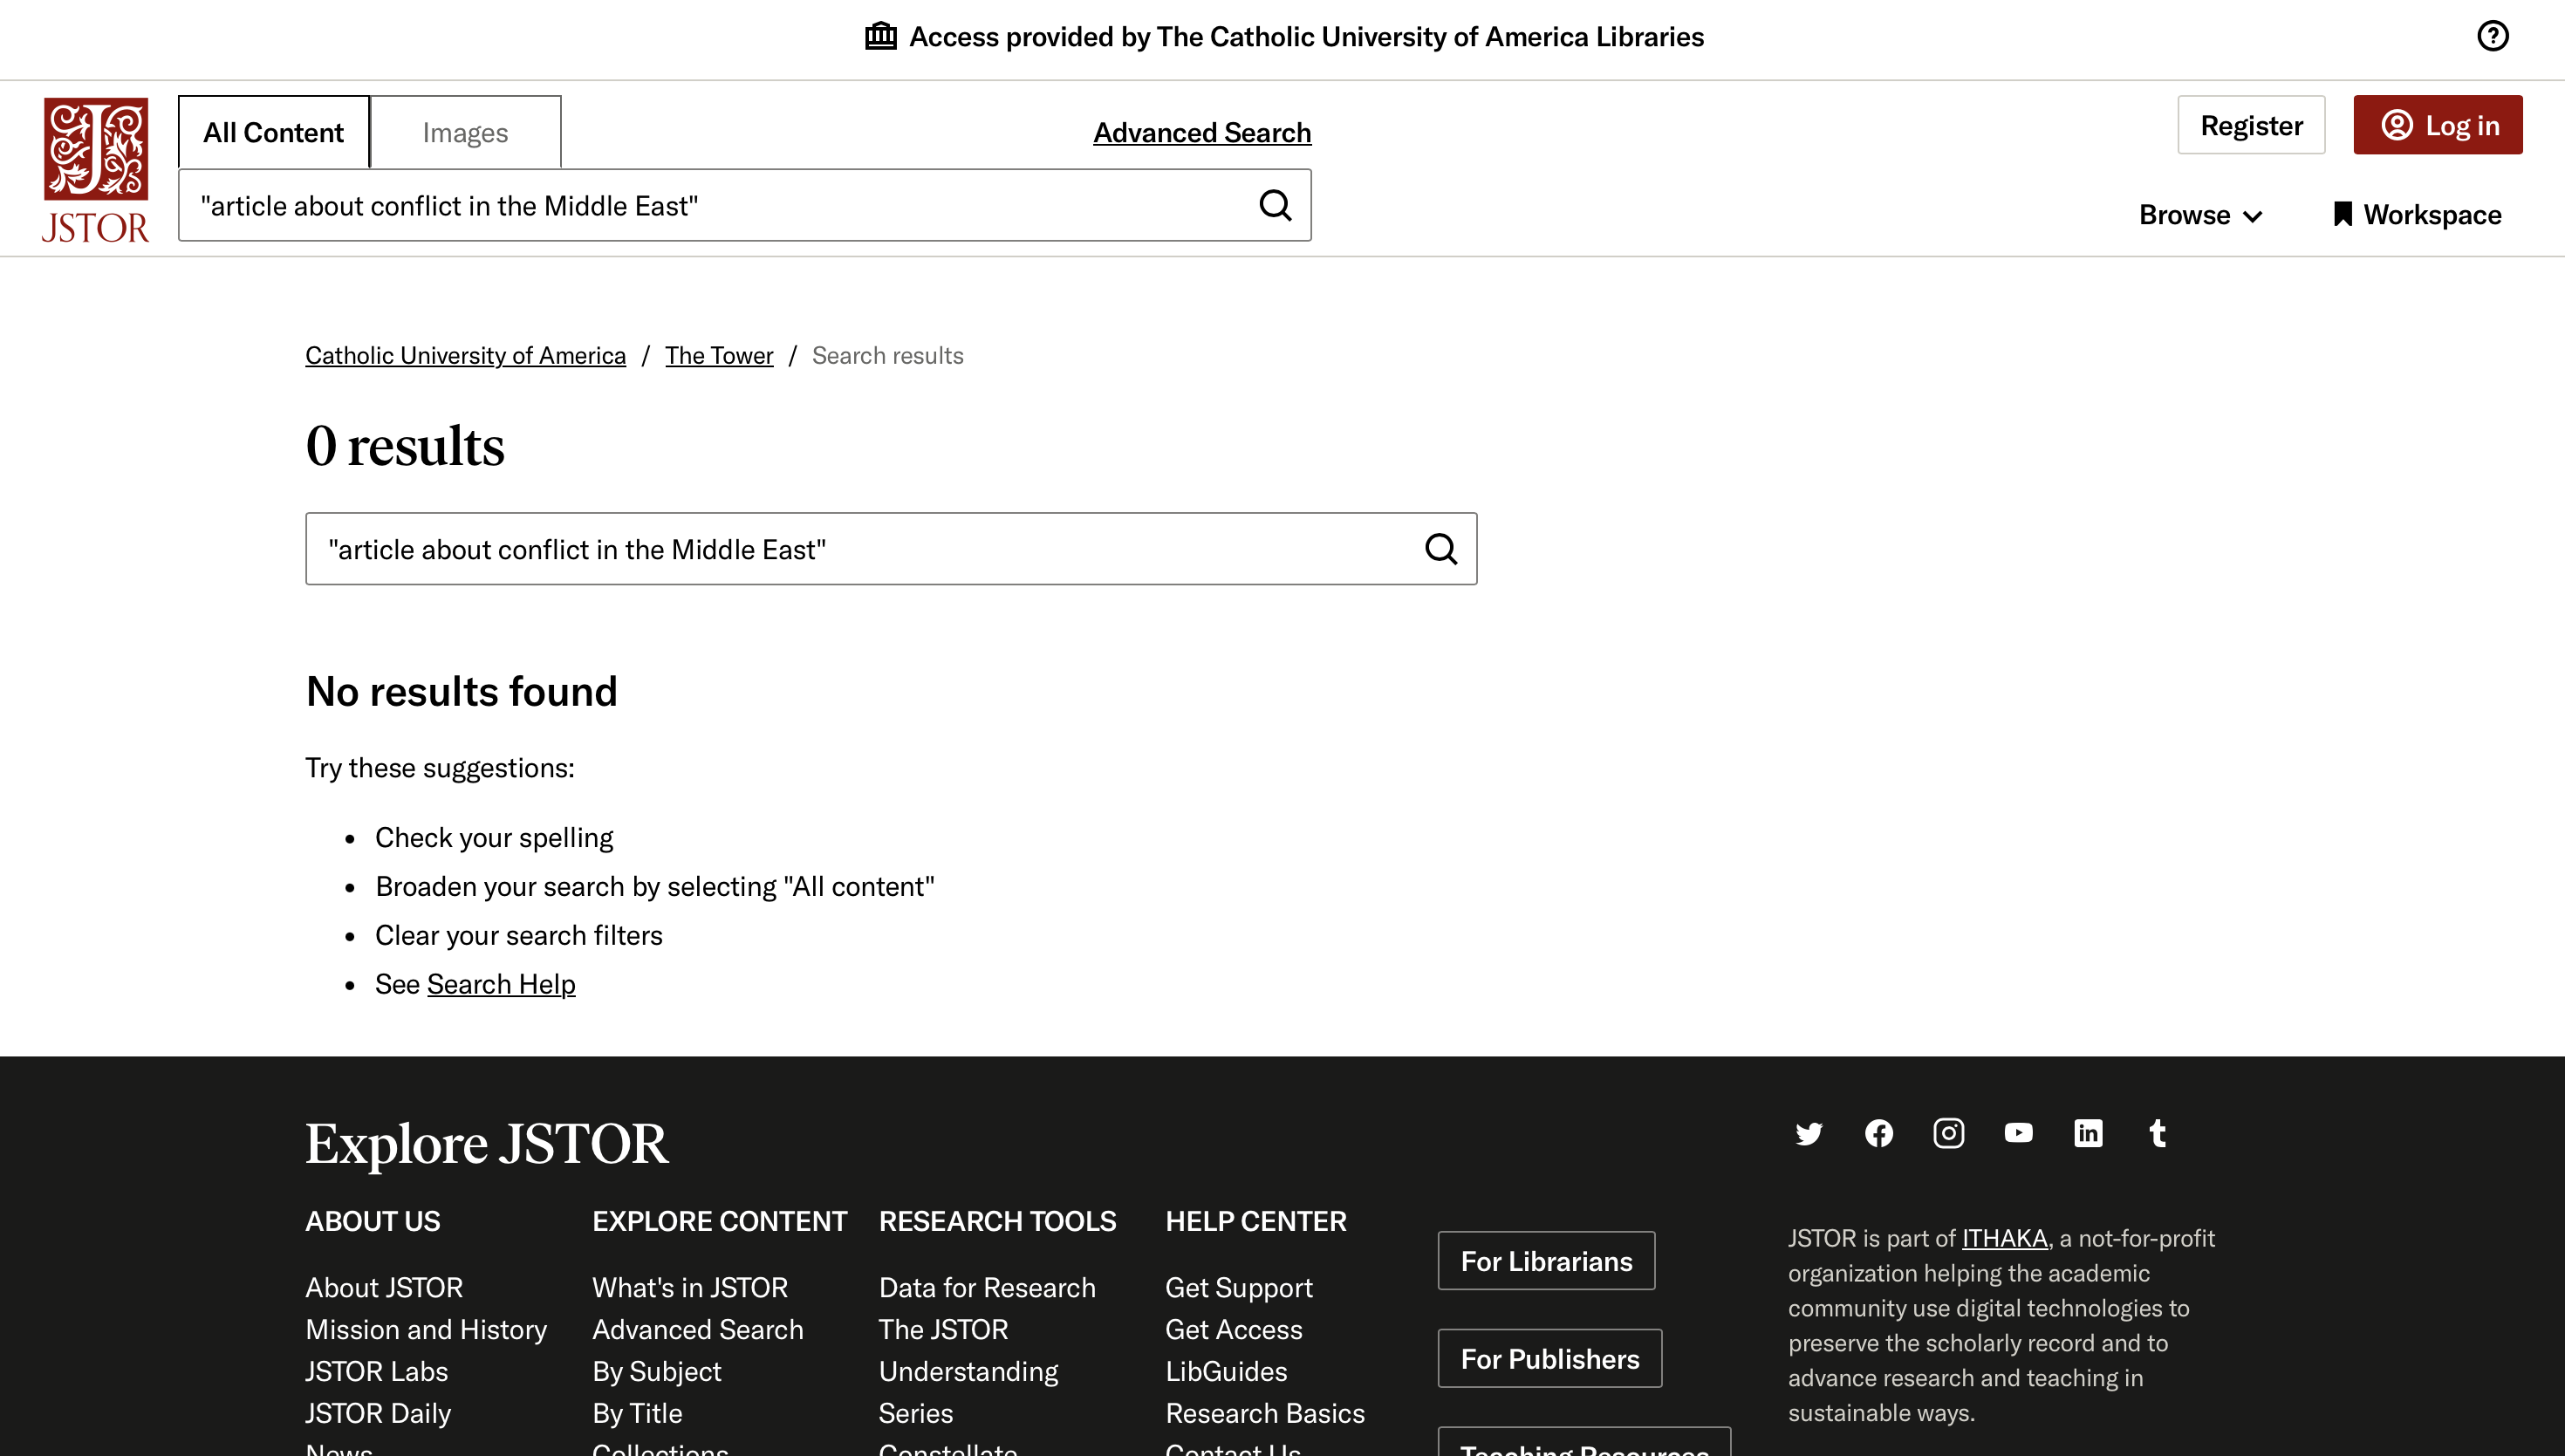 Access provided by The Catholic University of America Libraries
All Content
Images
Advanced Search
Register
Log in
JSTOR
"article about conflict in the Middle East"
Browse
Workspace
Catholic University of America / The Tower / Search results
0 results
"article about conflict in the Middle East"
No results found
Try these suggestions:
Check your spelling
Broaden your search by selecting "All content"
Clear your search filters
See Search Help
Explore JSTOR
ABOUT US
About JSTOR
Mission and History
JSTOR Labs
JSTOR Daily
News
EXPLORE CONTENT
What's in JSTOR
Advanced Search
By Subject
By Title
Collections
RESEARCH TOOLS
Data for Research
The JSTOR
Understanding
Series
Constellate
HELP CENTER
Get Support
Get Access
LibGuides
Research Basics
Contact Us
For Librarians
For Publishers
Teaching Resources
JSTOR is part of ITHAKA, a not-for-profit
organization helping the academic
community use digital technologies to
preserve the scholarly record and to
advance research and teaching in
sustainable ways.